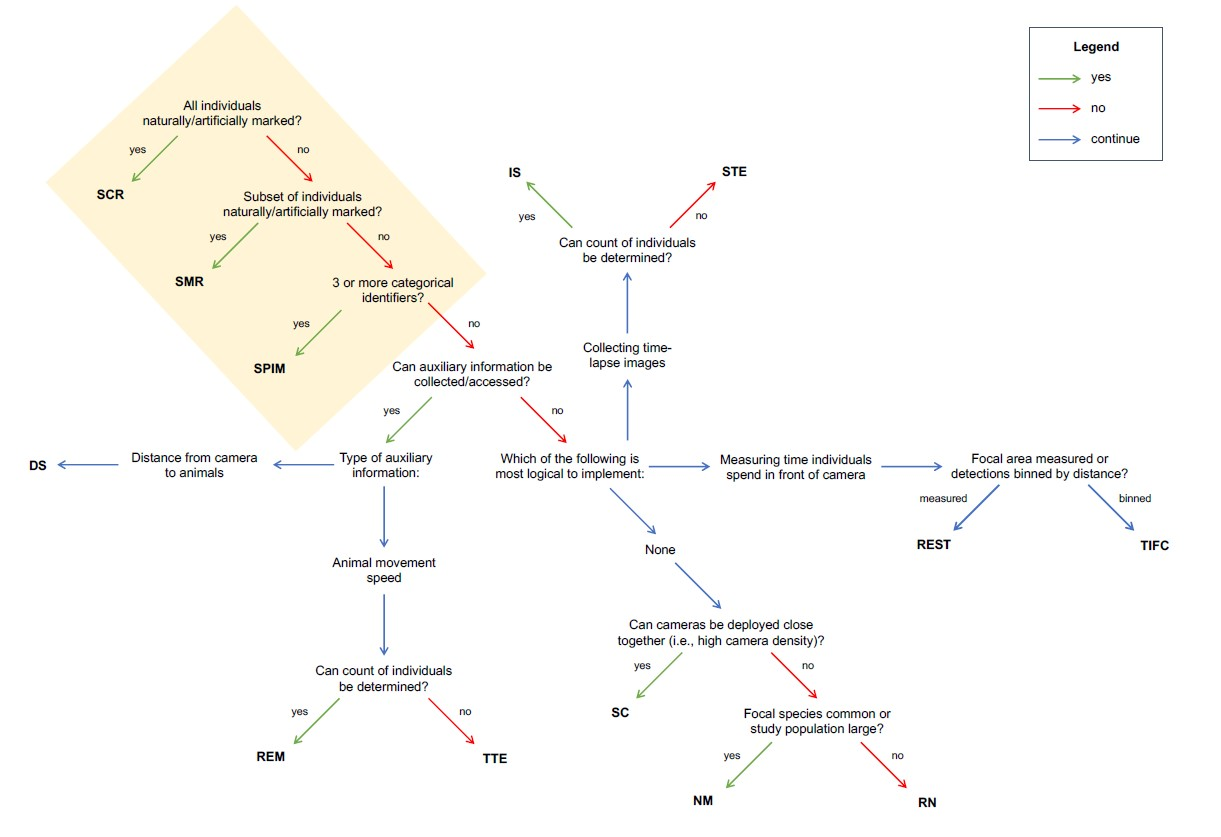 Legend
yes
no
continue
All individuals
naturally/artificially marked?
yes
no
SCR
Subset of individuals
naturally/artificially marked?
yes
no
SMR
3 or more categorical
identifiers?
yes
no
SPIM
Can auxiliary information be
collected/accessed?
yes
no
Type of auxiliary
information:
Distance from camera
to animals
DS
Animal movement
speed
Can count of individuals
be determined?
yes
no
REM
TTE
Which of the following is
most logical to implement:
Collecting time-
lapse images
Can count of individuals
be determined?
yes
no
IS
STE
Measuring time individuals
spend in front of camera
Focal area measured or
detections binned by distance?
measured
binned
REST
TIFC
None
Can cameras be deployed close
together (i.e., high camera density)?
yes
no
SC
Focal species common or
study population large?
yes
no
NM
RN